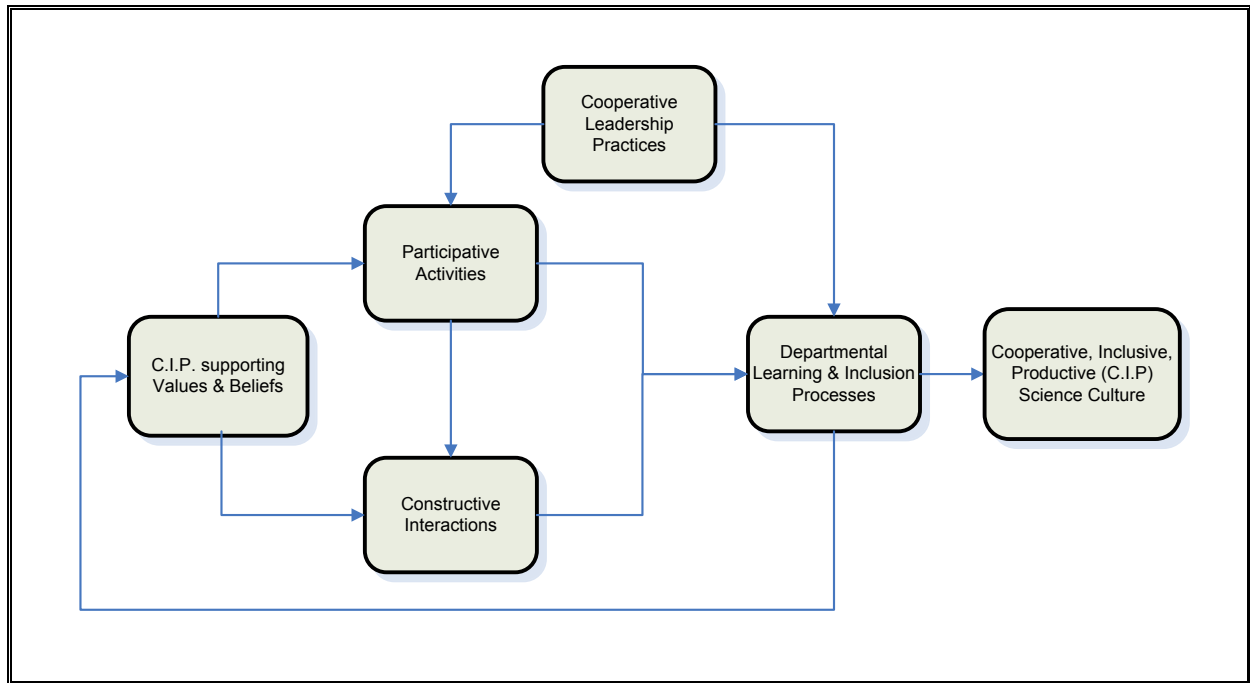 Cooperative
Leadership
Practices
Participative
Activities
C.I.P. supporting
Values & Beliefs
Departmental
Learning & Inclusion
Processes
Cooperative, Inclusive,
Productive (C.I.P)
Science Culture
Constructive
Interactions